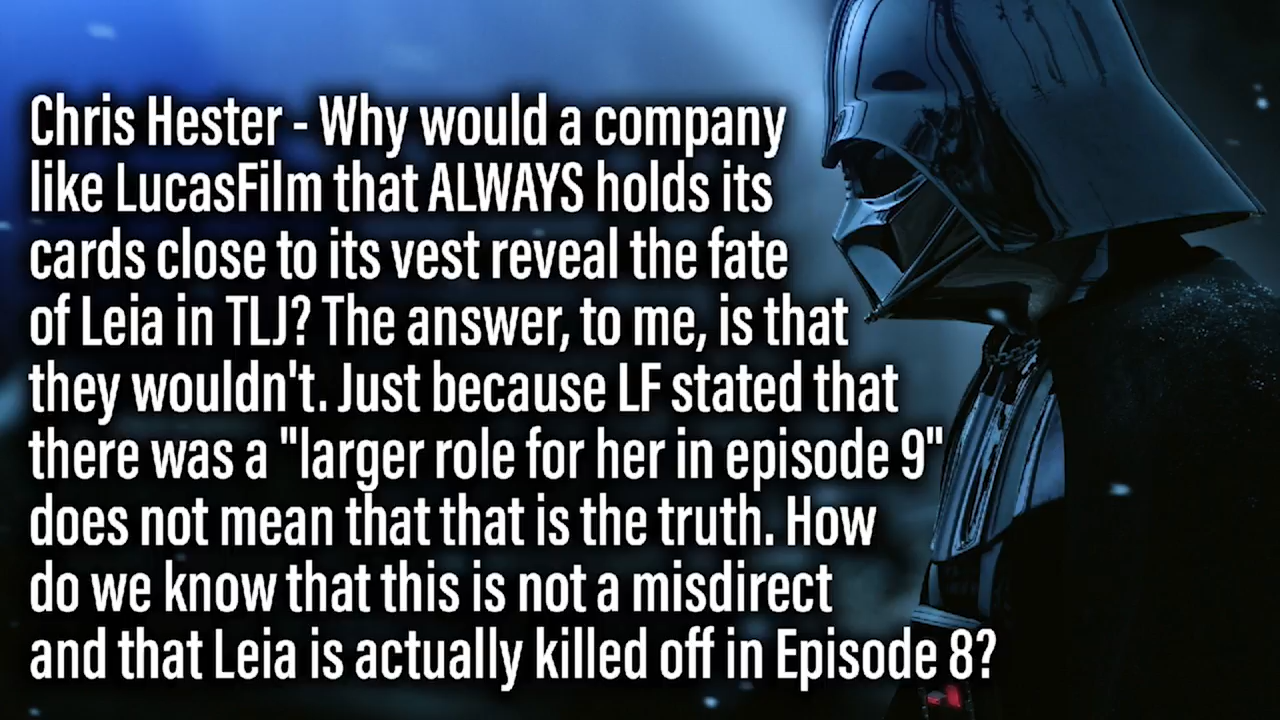 Chris Hester - Why would a company
like LucasFilm that ALWAYS holds its
cards close to its vest reveal the fate
of Leia in TLJ? The answer, to me, is that
they wouldn't. Just because LF stated that
there was a "larger role for her in episode 9"
does not mean that that is the truth. How
do we know that this is not a misdirect
and that Leia is actually killed off in Episode 8?